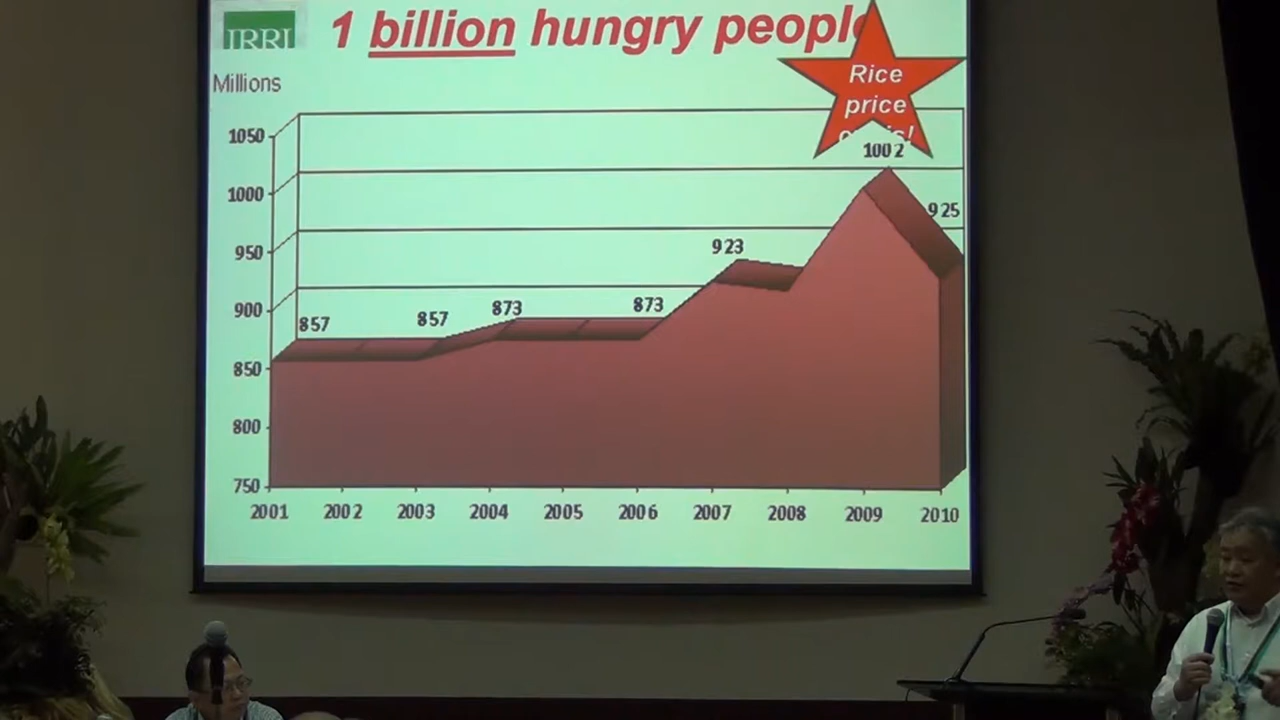 IRRI
1 billion hungry people
Millions
Rice
price
1002
925
923
873
873
857
857
1050
1000
950
900
850
800
750
2001 2002 2003 2004 2005 2006 2007 2008 2009 2010